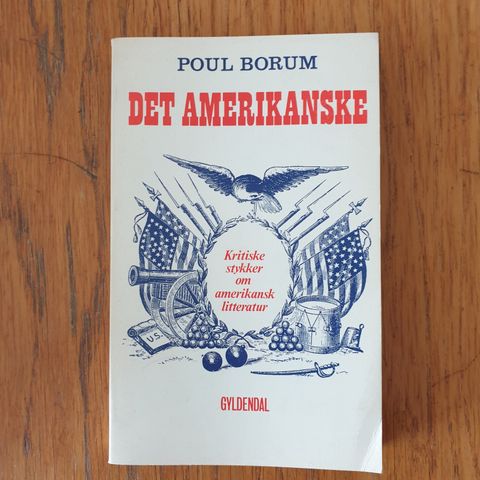 POUL BORUM
DET AMERIKANSKE
Kritiske
stykker
om
amerikansk
litteratur
U.S.
GYLDENDAL